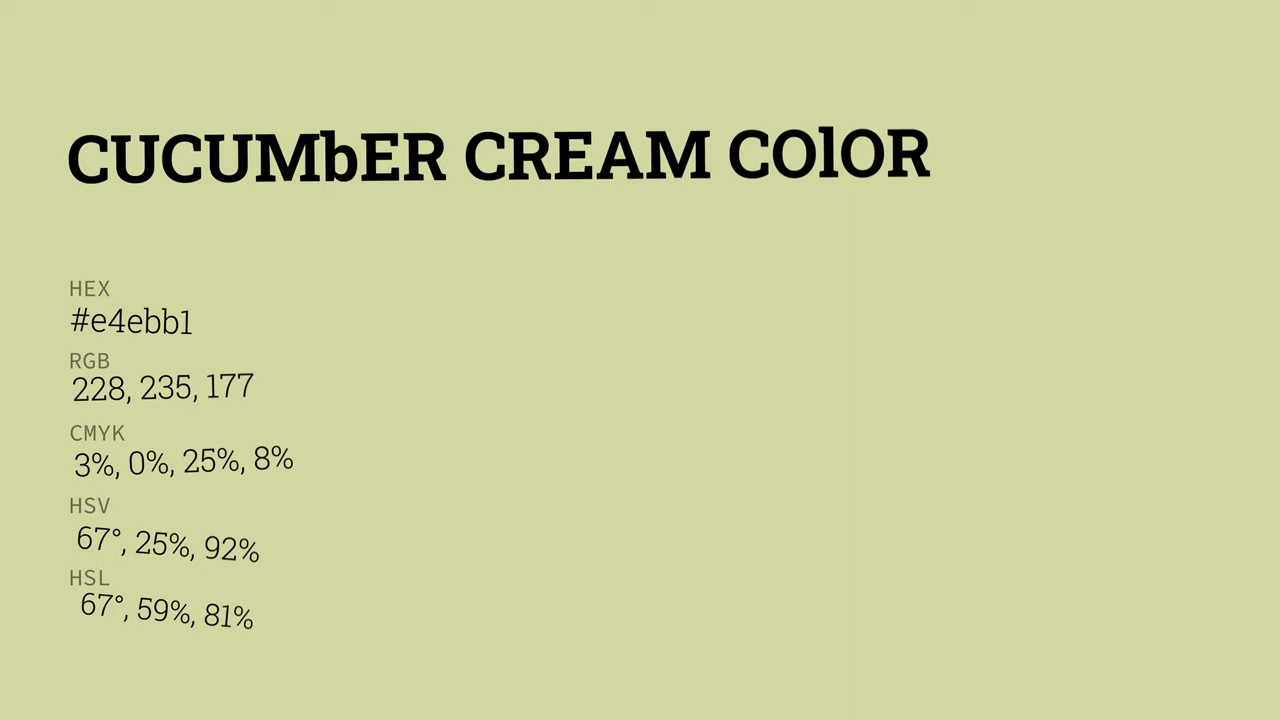 CUCUMbER CREAM COlOR
HEX
#e4ebb1
RGB
228, 235, 177
CMYK
3%, 0%, 25%, 8%
HSV
67°, 25%, 92%
HSL
67°, 59%, 81%